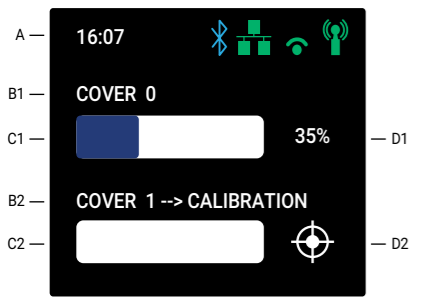 A 16:07
B1 COVER 0
C1 35% D1
B2 COVER 1 --> CALIBRATION
C2 D2